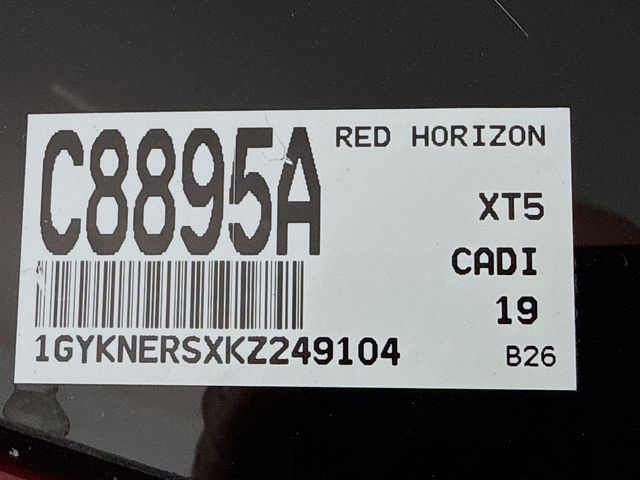 C8895A
RED HORIZON
XT5
CADI
19
1GYKNERSXKZ249104
B26